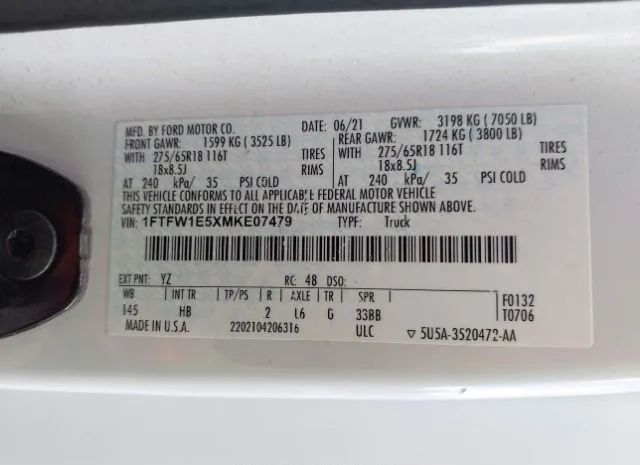 MFD. BY FORD MOTOR CO. DATE: 06/21 GVWR: 3198 KG ( 7050 LB)
FRONT GAWR: 1599 KG ( 3525 LB) REAR GAWR: 1724 KG ( 3800 LB)
WITH 275/65R18 116T TIRES WITH 275/65R18 116T TIRES
18x8.5J RIMS 18x8.5J RIMS
AT 240 kPa/ 35 PSI COLD AT 240 kPa/ 35 PSI COLD
THIS VEHICLE CONFORMS TO ALL APPLICABLE FEDERAL MOTOR VEHICLE
SAFETY STANDARDS IN EFFECT ON THE DATE OF MANUFACTURE SHOWN ABOVE.
VIN: 1FTFW1E5XMKE07479 TYPE: Truck
EXT PNT: YZ RC: 48 DSO:
WB INT TR TP/PS R AXLE TR SPR
145 HB 2 L6 G 33BB
F0132
T0706
MADE IN U.S.A. 2202104206316 ULC ▽ 5U5A-3520472-AA